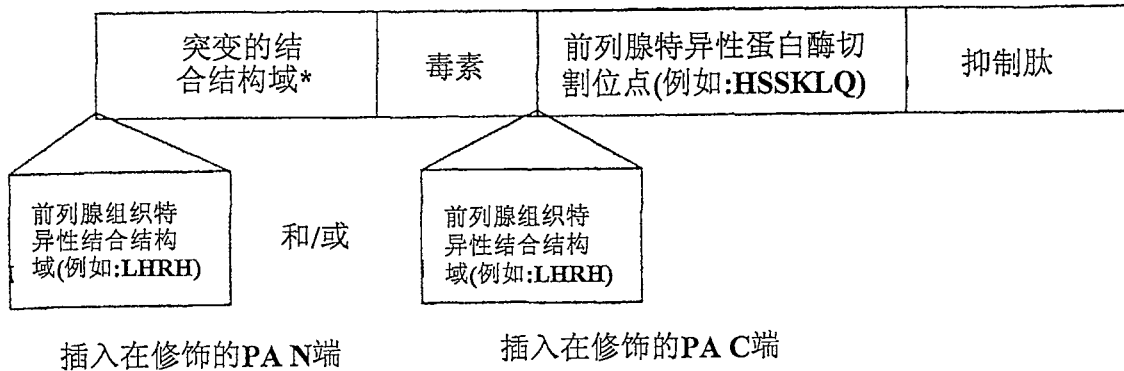 突变的结
合结构域*
毒素
前列腺特异性蛋白酶切
割位点(例如:HSSKLQ)
抑制肽
前列腺组织特
异性结合结构
域(例如:LHRH)
和/或
前列腺组织特
异性结合结构
域(例如:LHRH)
插入在修饰的PA N端
插入在修饰的PA C端